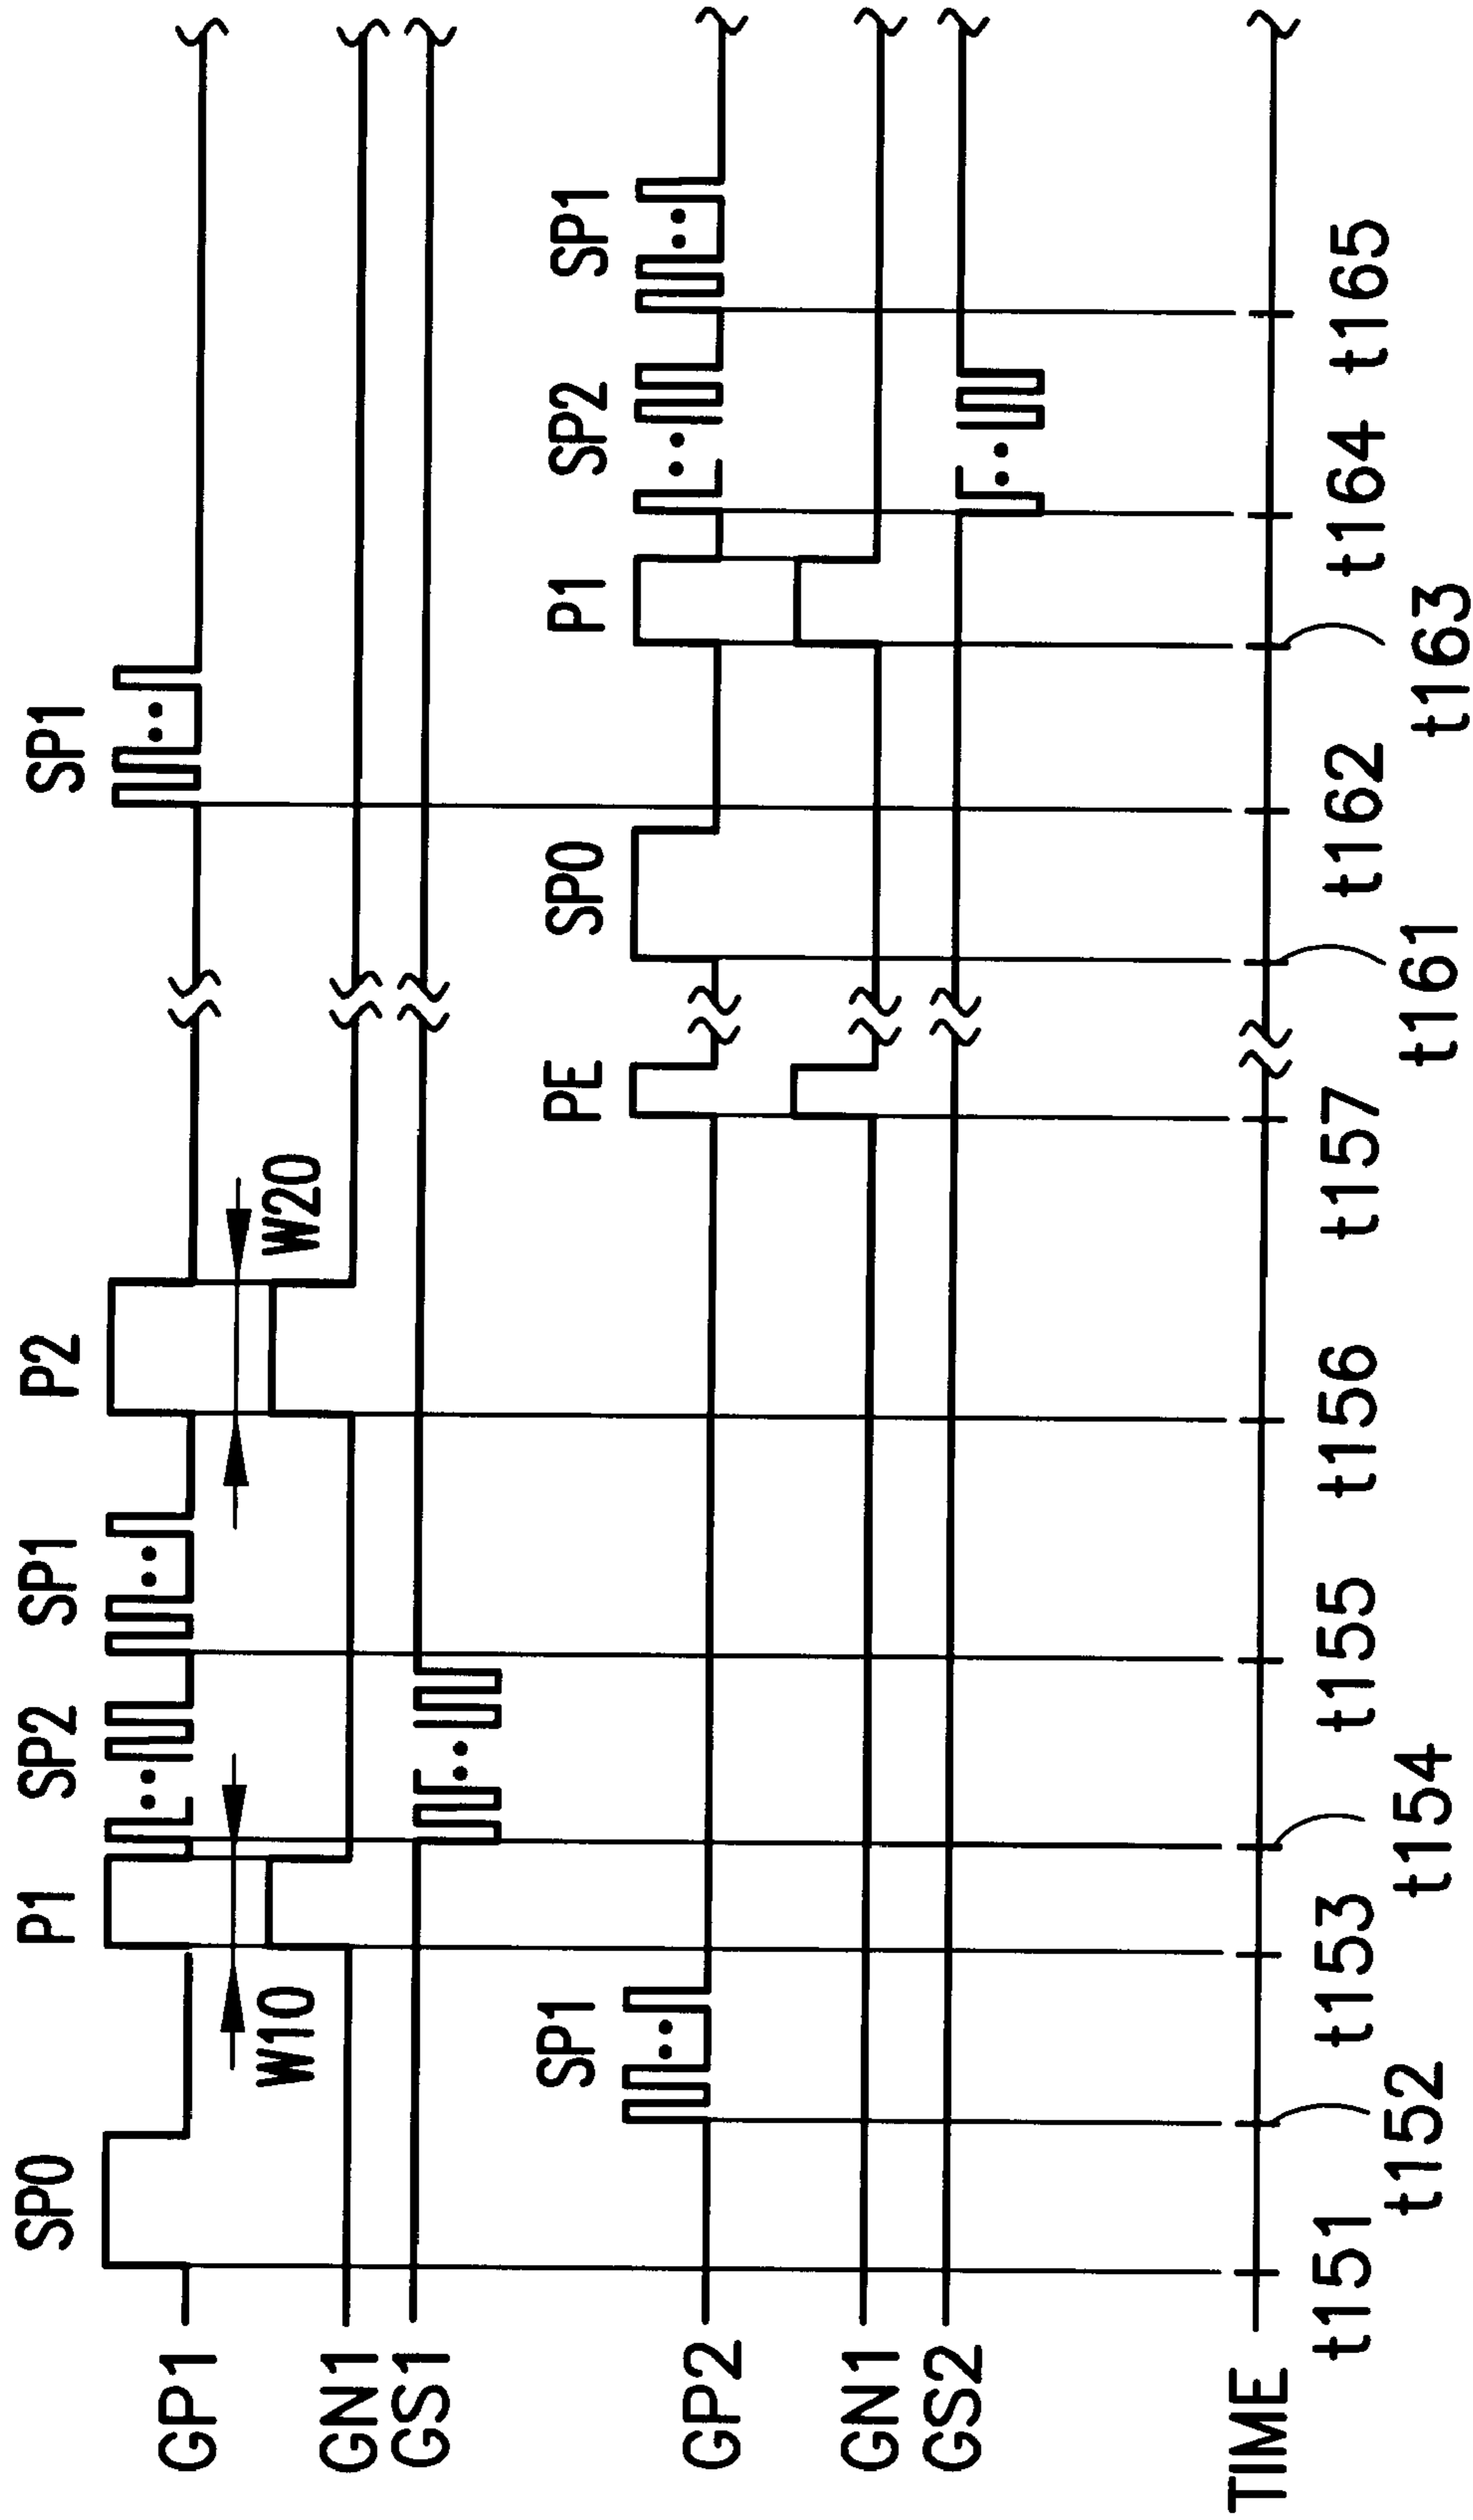 SP0 P1 SP2 SP1 P2 SP1
GP1
W10 W20
GN1
GS1
SP1 PE SP0 P1 SP2 SP1
GP2
GN1
GS2
TIME
t151 t153 t155 t156 t157 t162 t164 t165
t152 t154 t161 t163